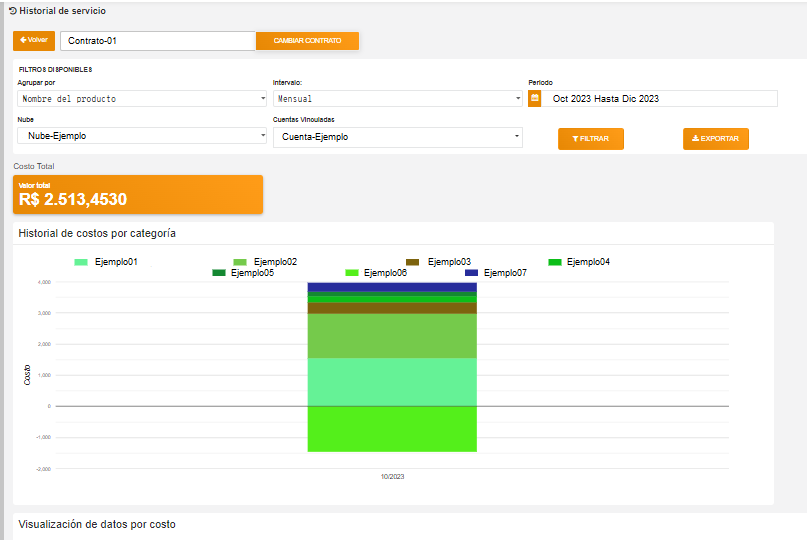 Historial de servicio
Volver
Contrato-01
CAMBIAR CONTRATO
FILTROS DISPONIBLES
Agrupar por
Intervalo:
Periodo
Nombre del producto
Mensual
Oct 2023 Hasta Dic 2023
Nube
Cuentas Vinculadas
Nube-Ejemplo
Cuenta-Ejemplo
FILTRAR
EXPORTAR
Costo Total
Valor total
R$ 2.513,4530
Historial de costos por categoría
Ejemplo01
Ejemplo02
Ejemplo03
Ejemplo04
Ejemplo05
Ejemplo06
Ejemplo07
4,000
3,000
2,000
1,000
0
-1,000
-2,000
Costo
10/2023
Visualización de datos por costo